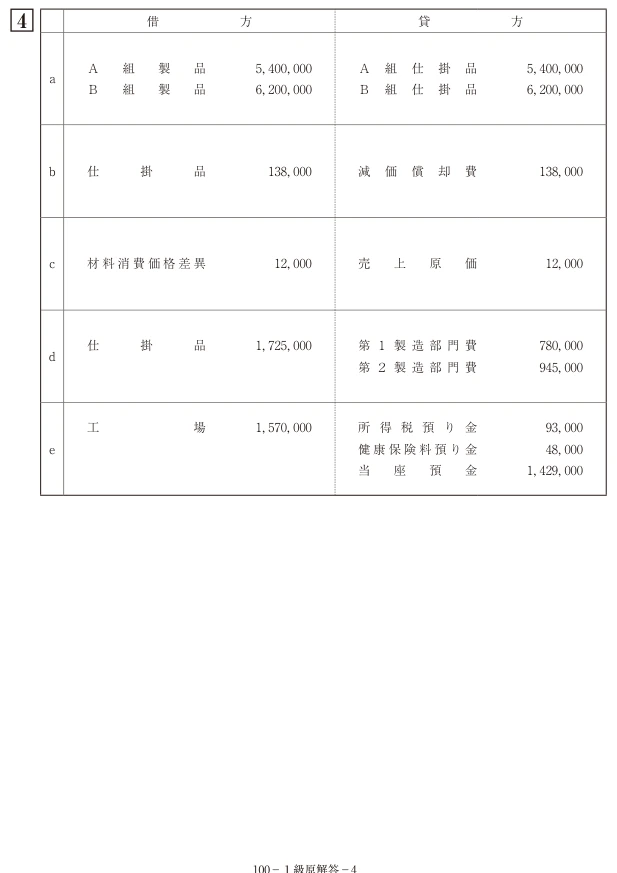 4
借方 貸方
a
A組製品 5,400,000 A組仕掛品 5,400,000
B組製品 6,200,000 B組仕掛品 6,200,000
b 仕掛品 138,000 減価償却費 138,000
c 材料消費価格差異 12,000 売上原価 12,000
d
仕掛品 1,725,000 第1製造部門費 780,000
第2製造部門費 945,000
e
工場 1,570,000 所得税預り金 93,000
健康保険料預り金 48,000
当座預金 1,429,000
100－1級原解答－4